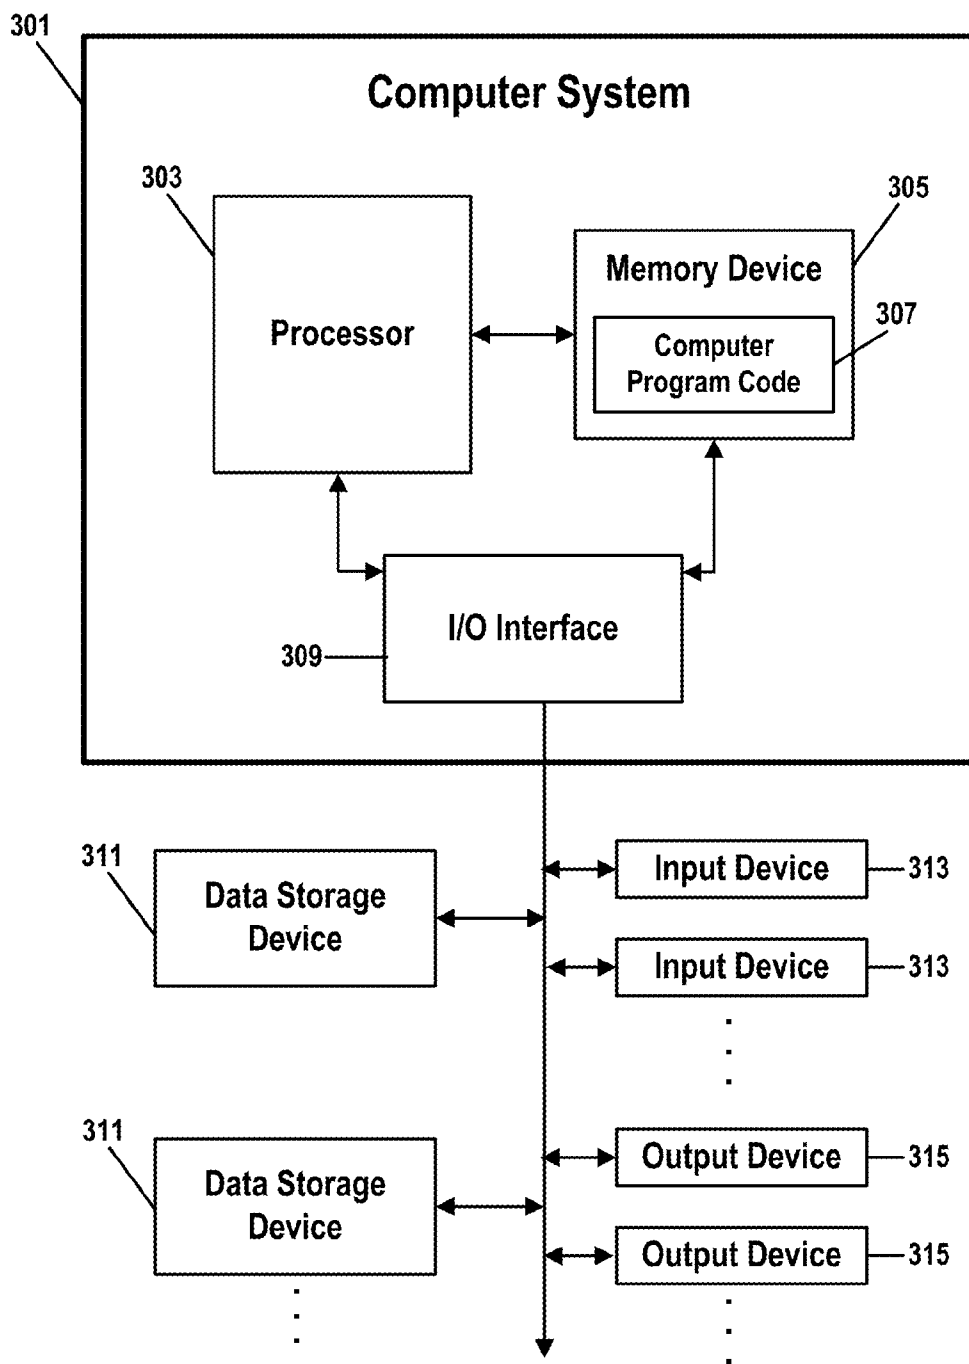 301
Computer System
303
305
Memory Device
307
Processor
Computer
Program Code
I/O Interface
309
311
Data Storage
Device
Input Device
313
Input Device
313
311
Data Storage
Device
Output Device
315
Output Device
315